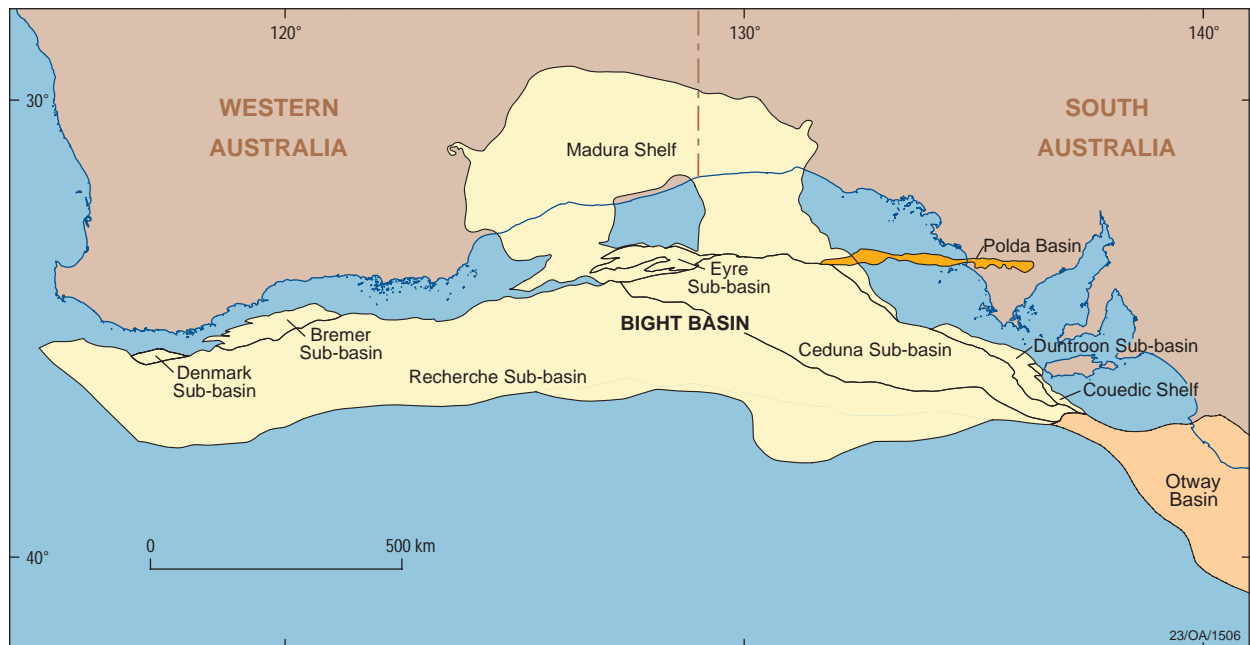 120°
130°
140°
30°
WESTERN
AUSTRALIA
SOUTH
AUSTRALIA
Madura Shelf
Polda Basin
Eyre
Sub-basin
BIGHT BASIN
Bremer
Sub-basin
Denmark
Sub-basin
Recherche Sub-basin
Ceduna Sub-basin
Duntroon Sub-basin
Couedic Shelf
Otway
Basin
0
500 km
40°
23/OA/1506